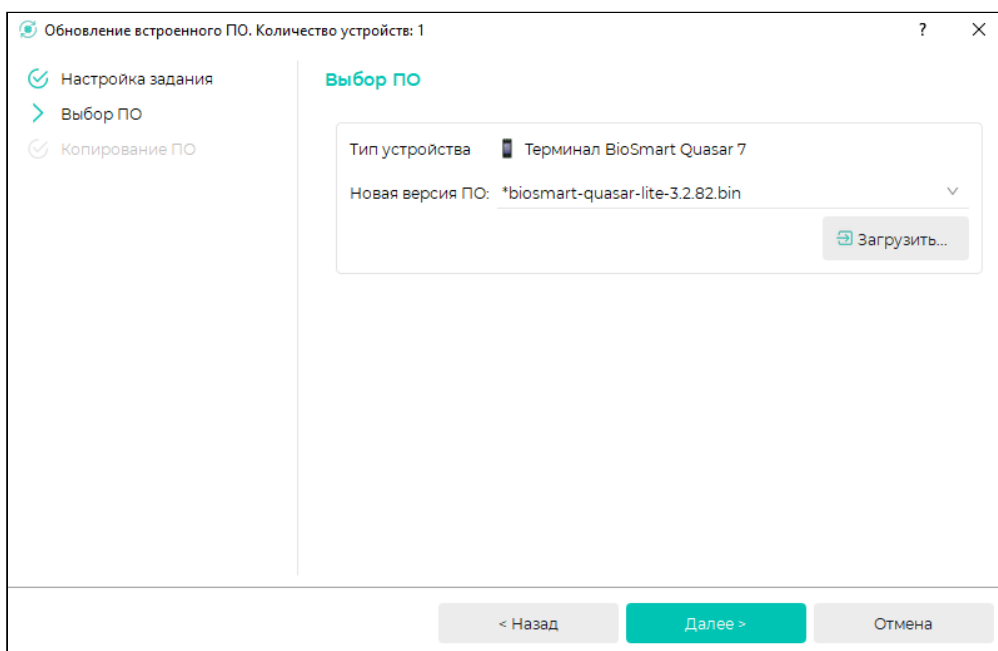 Обновление встроенного ПО. Количество устройств: 1 ?
Настройка задания
Выбор ПО
Копирование ПО
Выбор ПО
Тип устройства Терминал BioSmart Quasar 7
Новая версия ПО: *biosmart-quasar-lite-3.2.82.bin
Загрузить...
< Назад Далее > Отмена